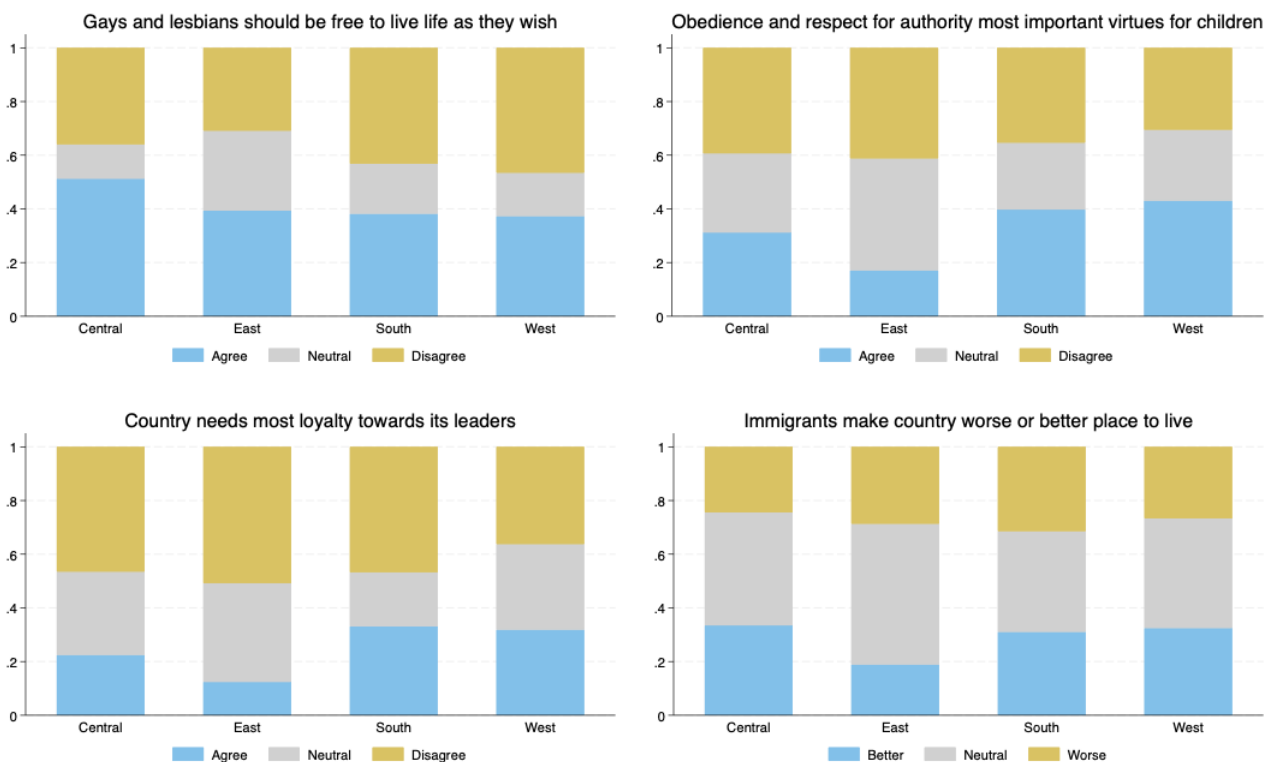 Gays and lesbians should be free to live life as they wish
1
.8
.6
.4
.2
0
Central East South West
Agree Neutral Disagree
Obedience and respect for authority most important virtues for children
1
.8
.6
.4
.2
0
Central East South West
Agree Neutral Disagree
Country needs most loyalty towards its leaders
1
.8
.6
.4
.2
0
Central East South West
Agree Neutral Disagree
Immigrants make country worse or better place to live
1
.8
.6
.4
.2
0
Central East South West
Better Neutral Worse